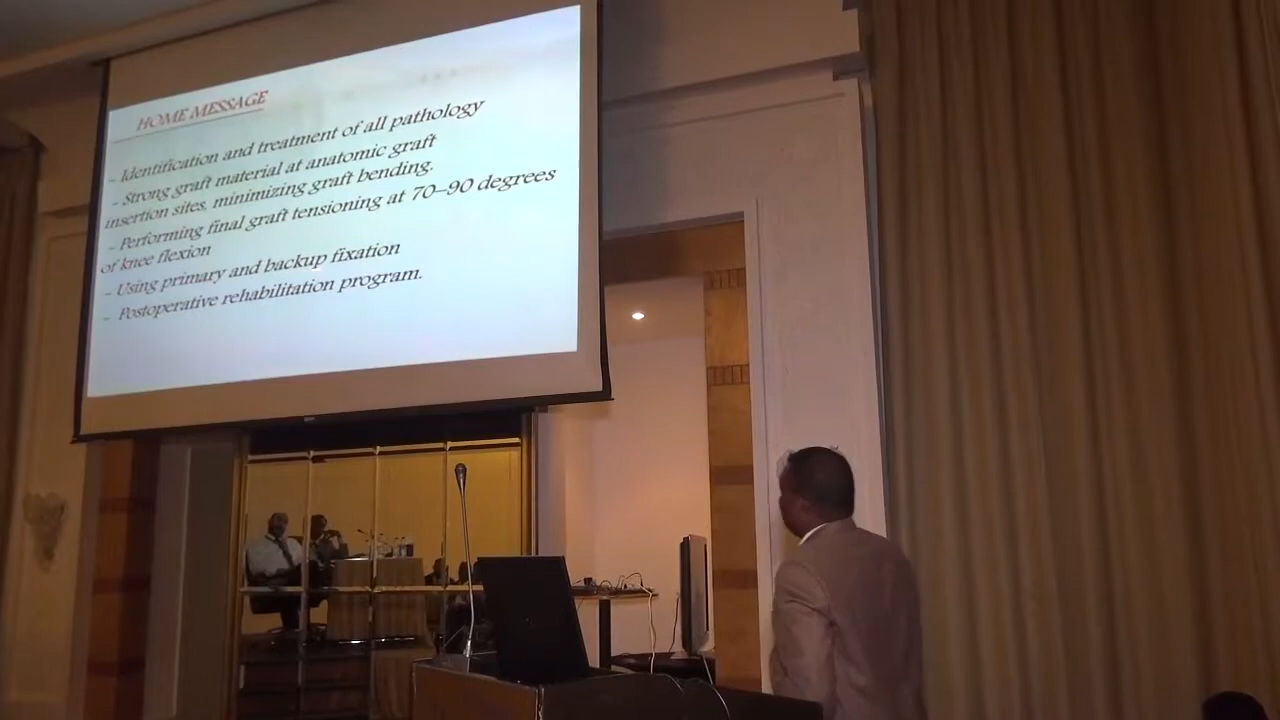 HOME MESSAGE
- Identification and treatment of all pathology
- Strong graft material at anatomic graft
insertion sites, minimizing graft bending.
- Performing final graft tensioning at 70–90 degrees
of knee flexion
- Using primary and backup fixation
- Postoperative rehabilitation program.